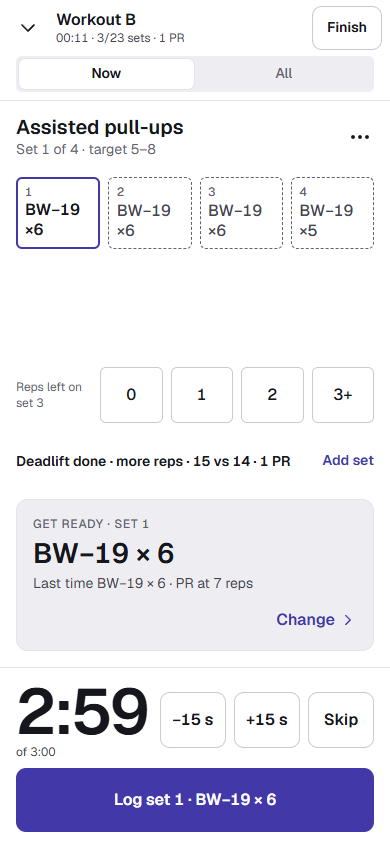 Workout B
00:11 · 3/23 sets · 1 PR
Finish
Now
All
Assisted pull-ups
Set 1 of 4 · target 5–8
1
BW−19
×6
2
BW−19
×6
3
BW−19
×6
4
BW−19
×5
Reps left on
set 3
0
1
2
3+
Deadlift done · more reps · 15 vs 14 · 1 PR
Add set
GET READY · SET 1
BW−19 × 6
Last time BW−19 × 6 · PR at 7 reps
Change
2:59
of 3:00
−15 s
+15 s
Skip
Log set 1 · BW−19 × 6